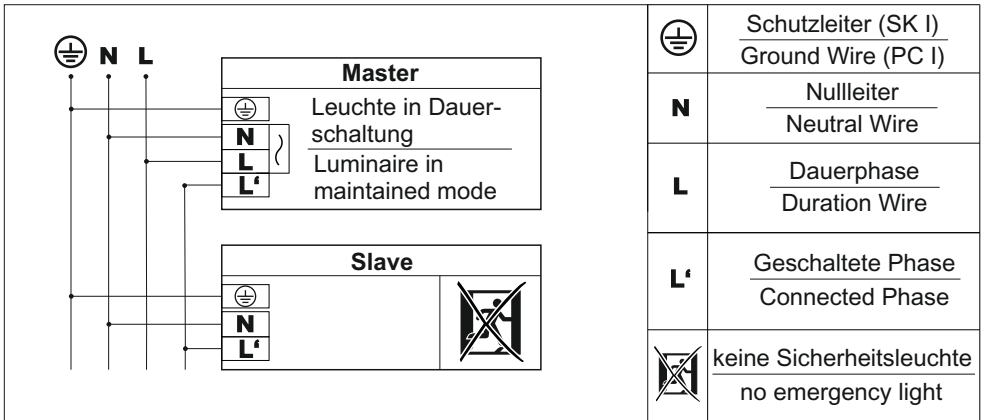 N L
Master
Leuchte in Dauer-
schaltung
Luminaire in
maintained mode
N
L
L‘
Slave
N
L‘
Schutzleiter (SK I)
Ground Wire (PC I)
N
Nullleiter
Neutral Wire
L
Dauerphase
Duration Wire
L‘
Geschaltete Phase
Connected Phase
keine Sicherheitsleuchte
no emergency light